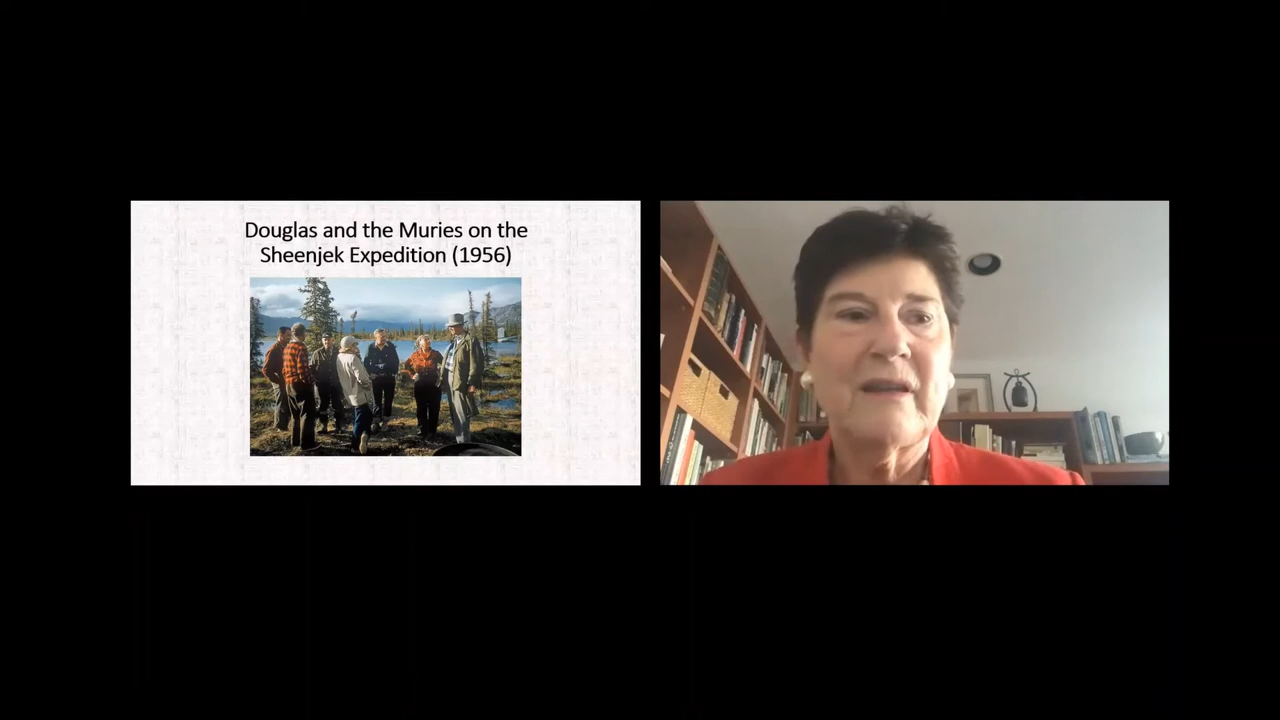 Douglas and the Muries on the
Sheenjek Expedition (1956)